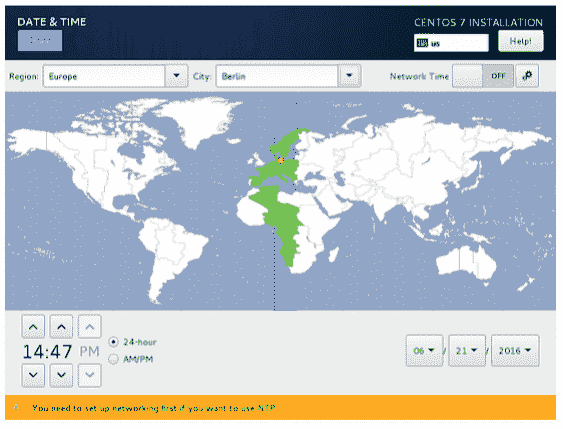 DATE & TIME
CENTOS 7 INSTALLATION
us
Help!
Region: Europe City: Berlin Network Time OFF
14:47 PM
24-hour
AM/PM
06 / 21 / 2016
You need to set up networking first if you want to use NTP